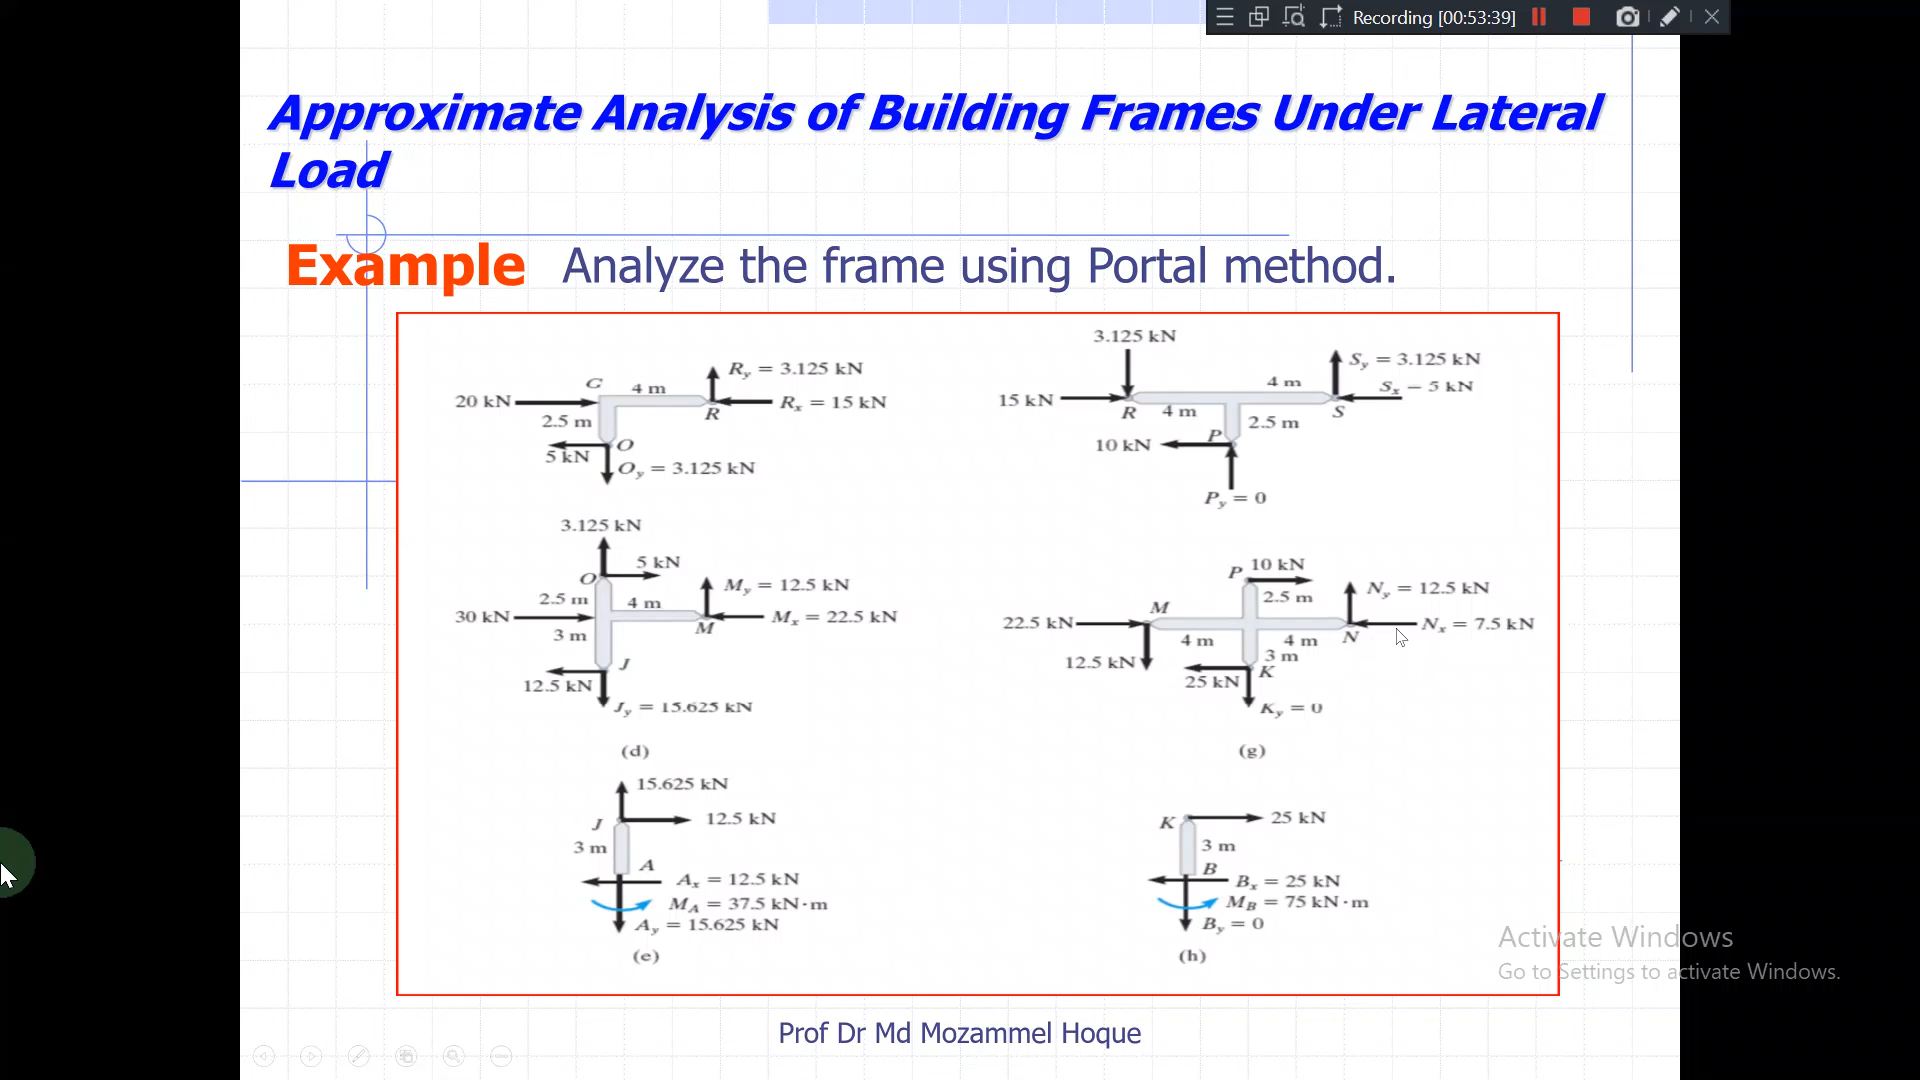 Recording [00:53:39]
Approximate Analysis of Building Frames Under Lateral
Load
Example Analyze the frame using Portal method.
20 kN
G
4 m
R_y = 3.125 kN
R_x = 15 kN
R
2.5 m
5 kN
O
O_y = 3.125 kN
3.125 kN
15 kN
R
4 m
4 m
S_y = 3.125 kN
S_x – 5 kN
S
2.5 m
P
10 kN
P_y = 0
3.125 kN
O
5 kN
2.5 m
4 m
M_y = 12.5 kN
30 kN
M_x = 22.5 kN
M
3 m
J
12.5 kN
J_y = 15.625 kN
(d)
P
10 kN
2.5 m
N_y = 12.5 kN
M
22.5 kN
N_x = 7.5 kN
4 m
4 m
N
12.5 kN
3 m
K
25 kN
K_y = 0
(g)
15.625 kN
J
12.5 kN
3 m
A
A_x = 12.5 kN
M_A = 37.5 kN·m
A_y = 15.625 kN
(e)
K
25 kN
3 m
B
B_x = 25 kN
M_B = 75 kN·m
B_y = 0
(h)
Activate Windows
Go to Settings to activate Windows.
Prof Dr Md Mozammel Hoque